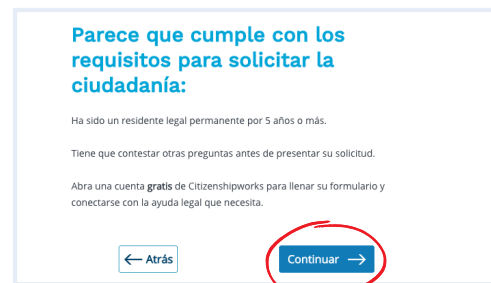 Parece que cumple con los
requisitos para solicitar la
ciudadanía:
Ha sido un residente legal permanente por 5 años o más.
Tiene que contestar otras preguntas antes de presentar su solicitud.
Abra una cuenta gratis de Citizenshipworks para llenar su formulario y
conectarse con la ayuda legal que necesita.
← Atrás
Continuar →